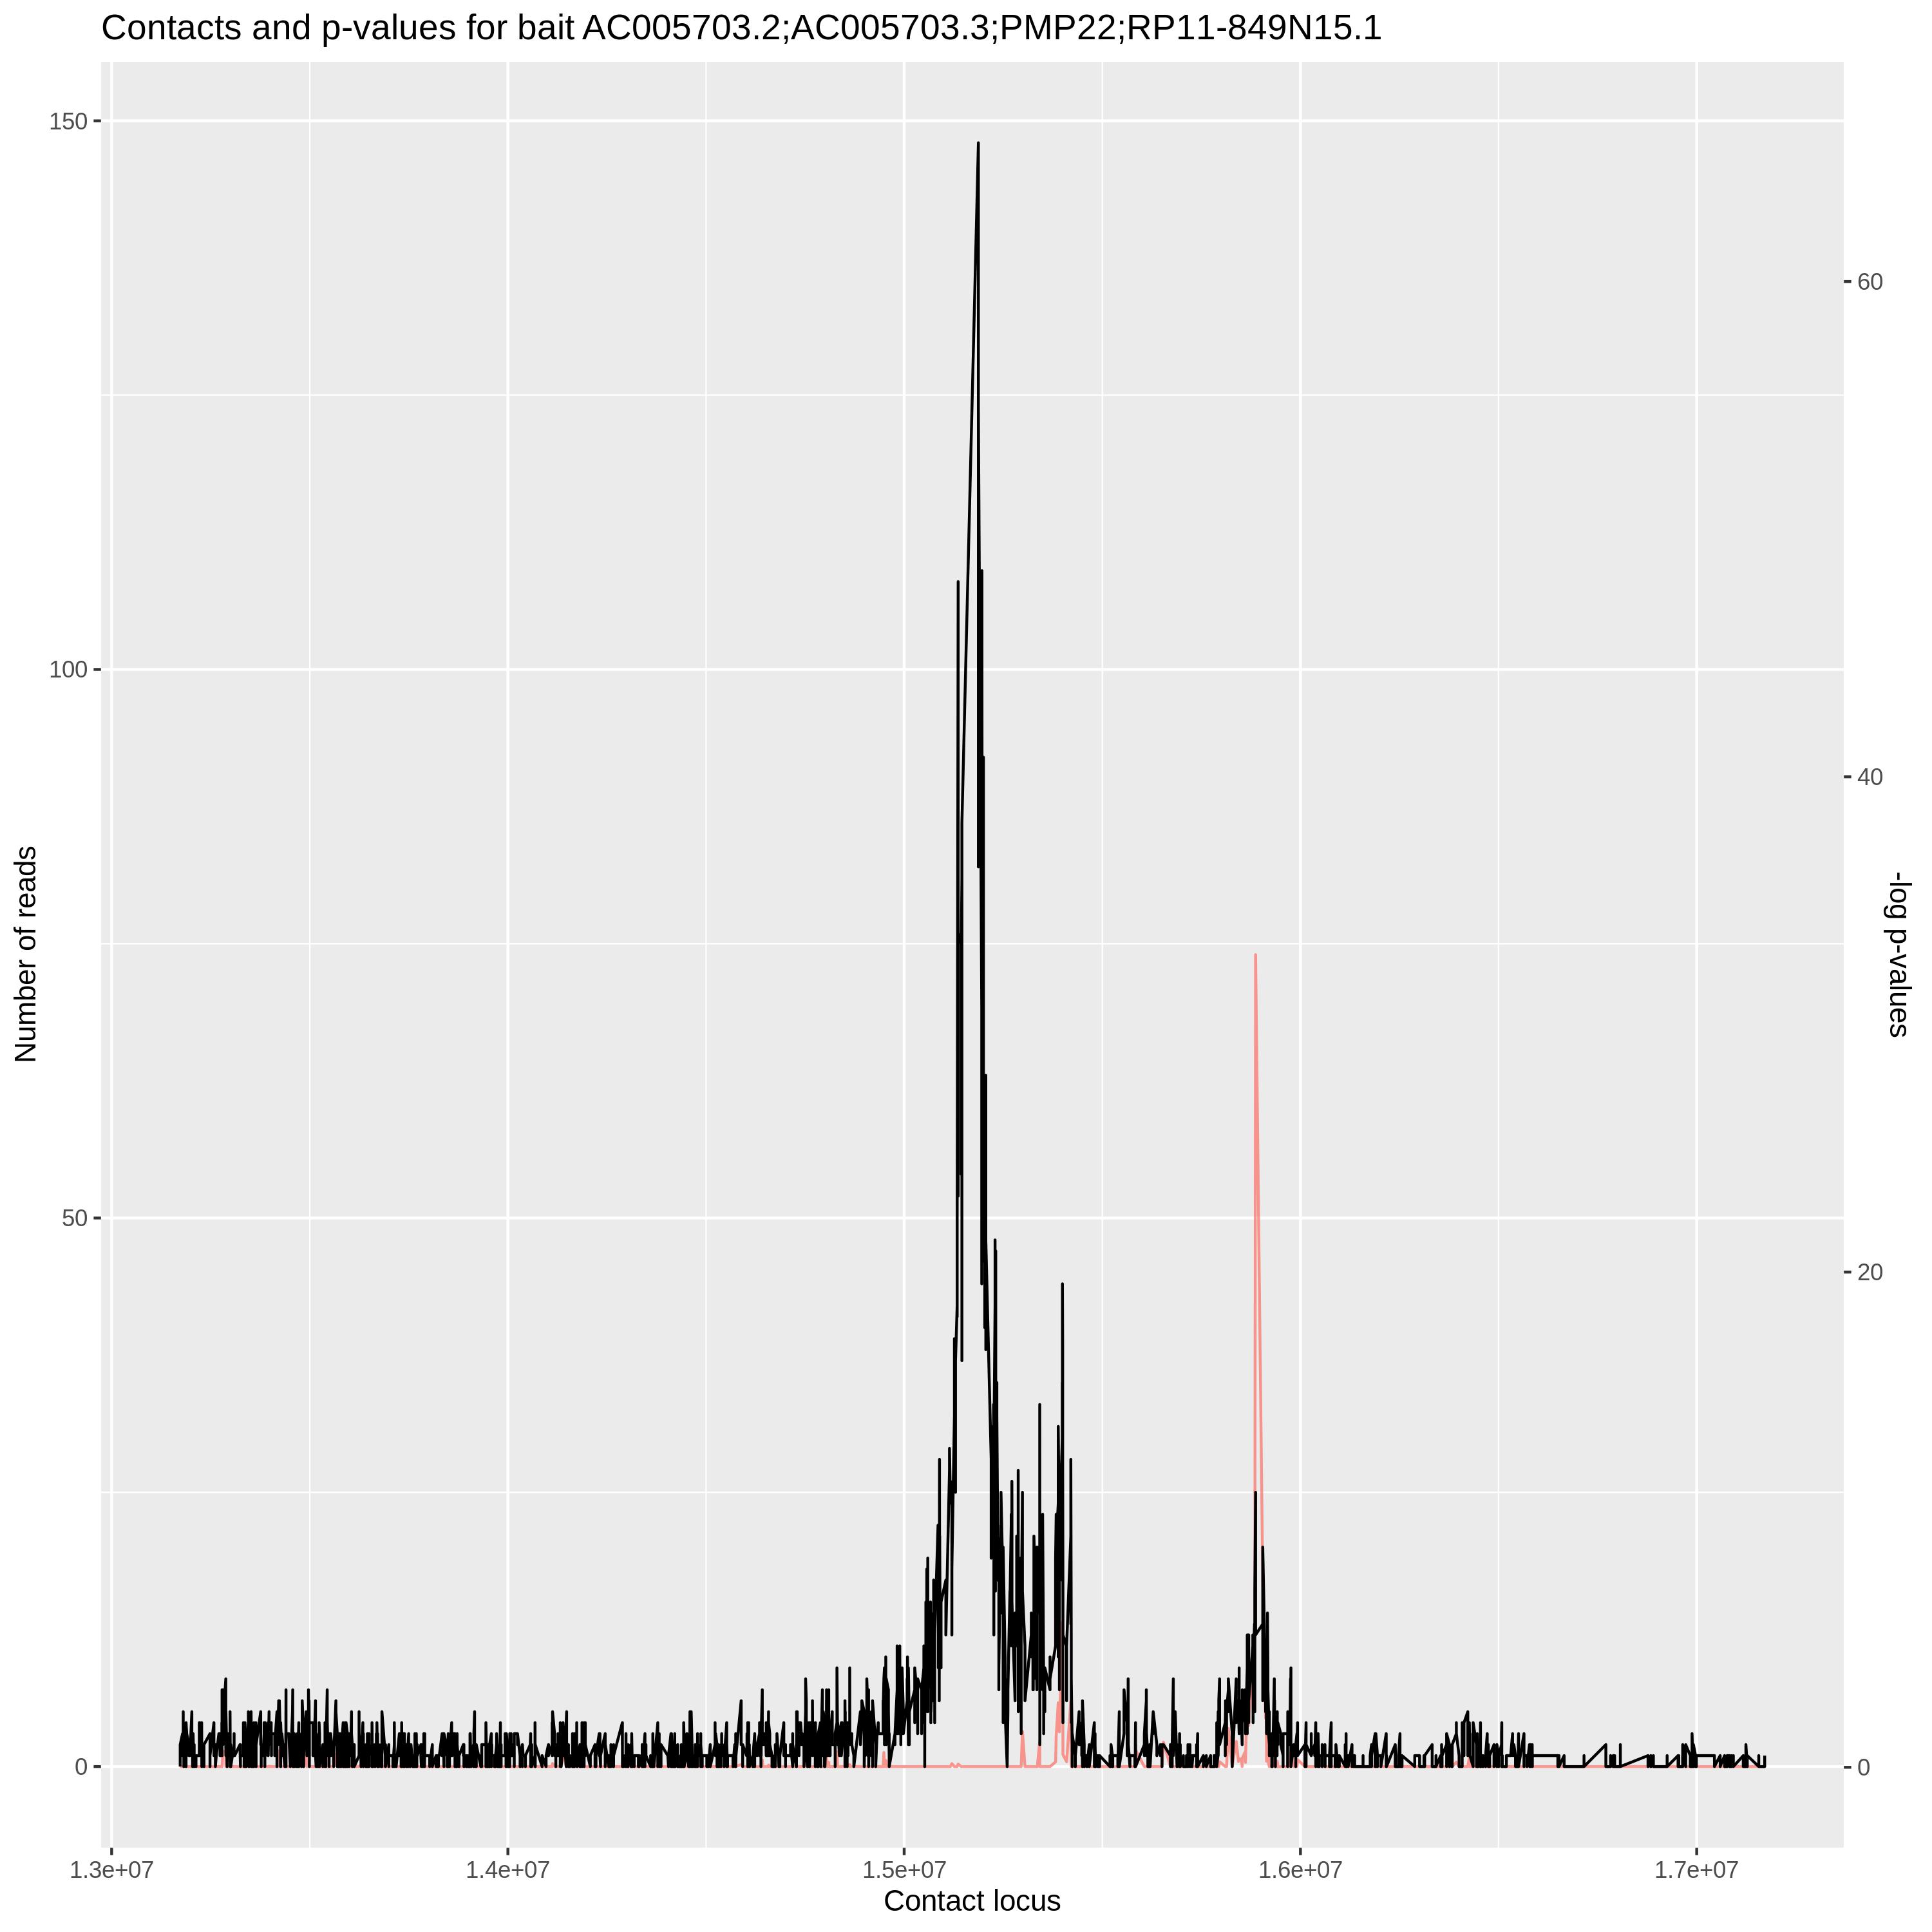 Contacts and p-values for bait AC005703.2;AC005703.3;PMP22;RP11-849N15.1
150
100
50
0
Number of reads
60
40
20
0
-log p-values
1.3e+07
1.4e+07
1.5e+07
1.6e+07
1.7e+07
Contact locus